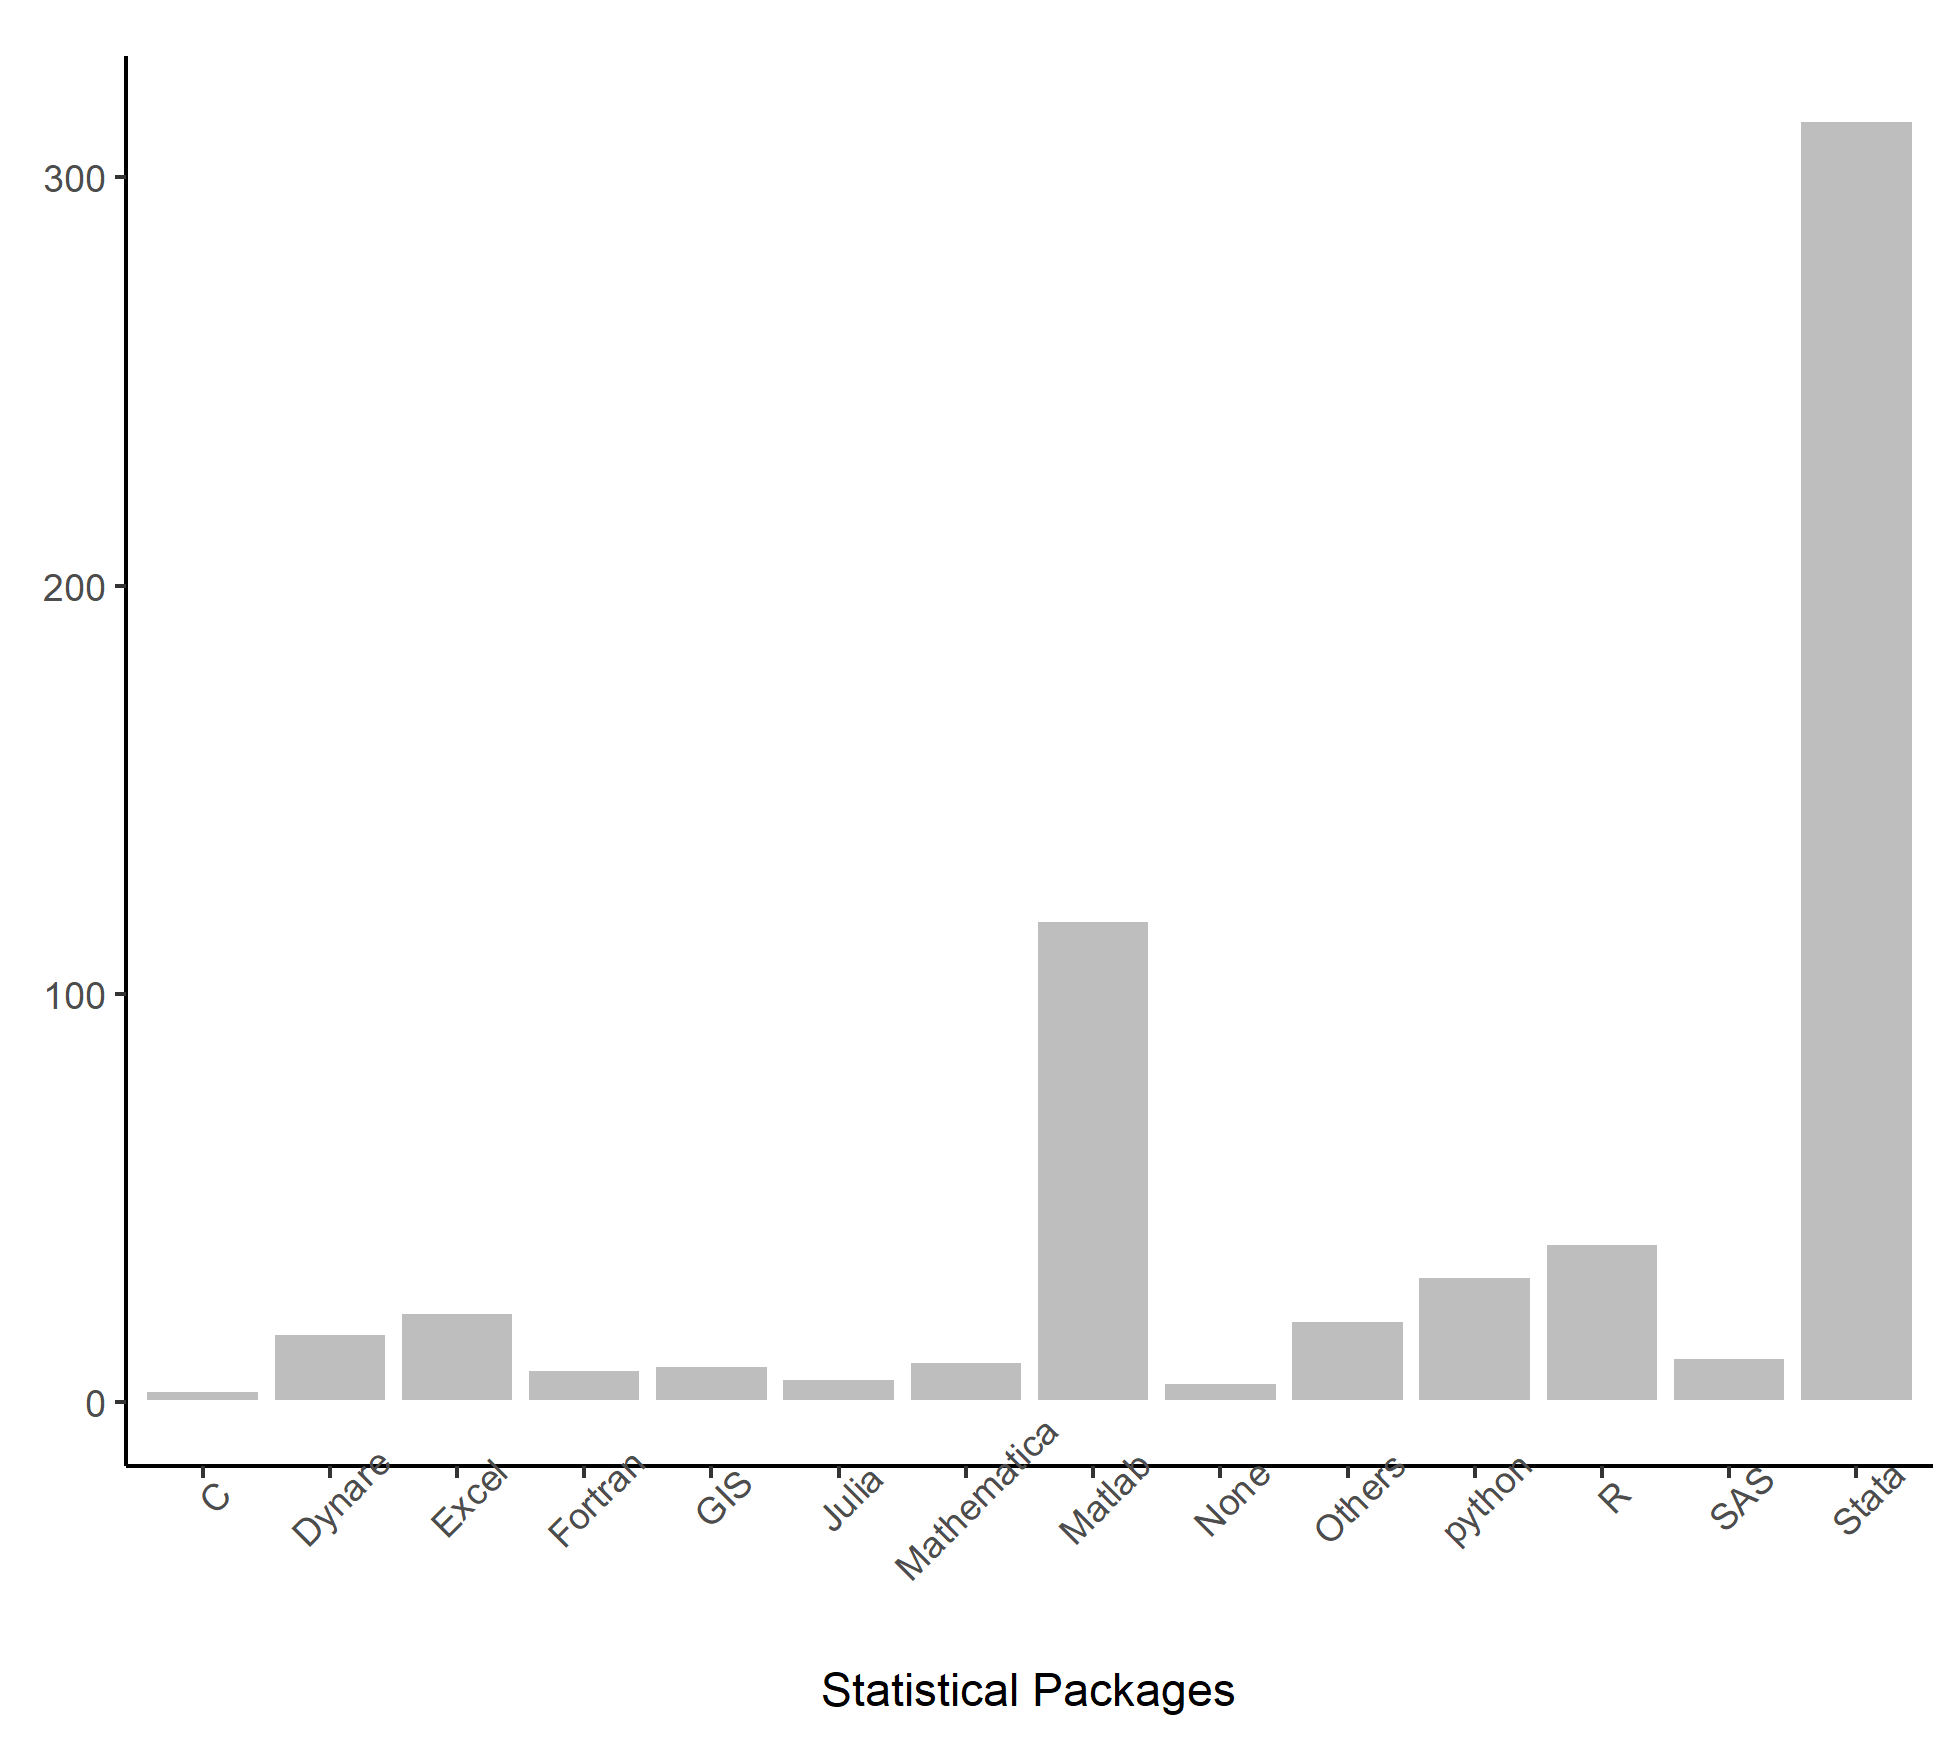 300
200
100
0
C
Dynare
Excel
Fortran
GIS
Julia
Mathematica
Matlab
None
Others
python
R
SAS
Stata
Statistical Packages